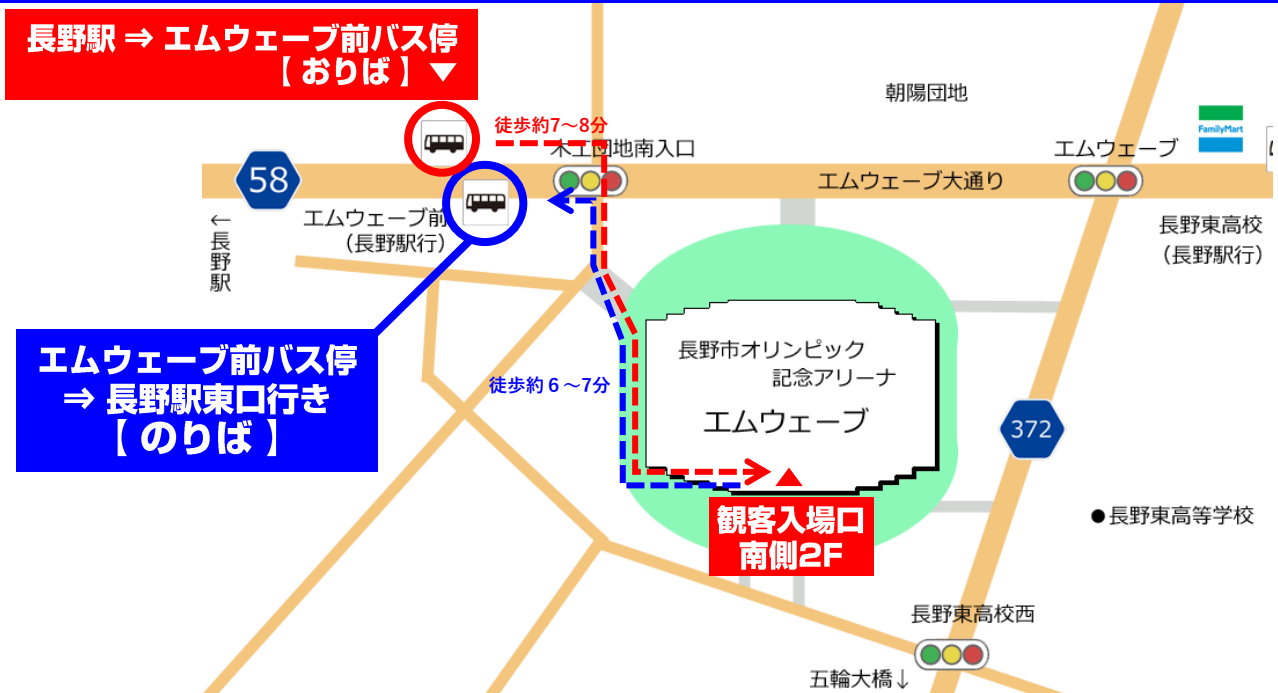 長野駅 ⇒ エムウェーブ前バス停
【 おりば 】▼
朝陽団地
徒歩約7～8分
木工団地南入口
エムウェーブ
FamilyMart
58
エムウェーブ大通り
エムウェーブ前
（長野駅行）
←長野駅
長野東高校
（長野駅行）
エムウェーブ前バス停
⇒ 長野駅東口行き
【 のりば 】
徒歩約６～7分
長野市オリンピック
記念アリーナ
エムウェーブ
372
観客入場口
南側2F
●長野東高等学校
長野東高校西
五輪大橋↓